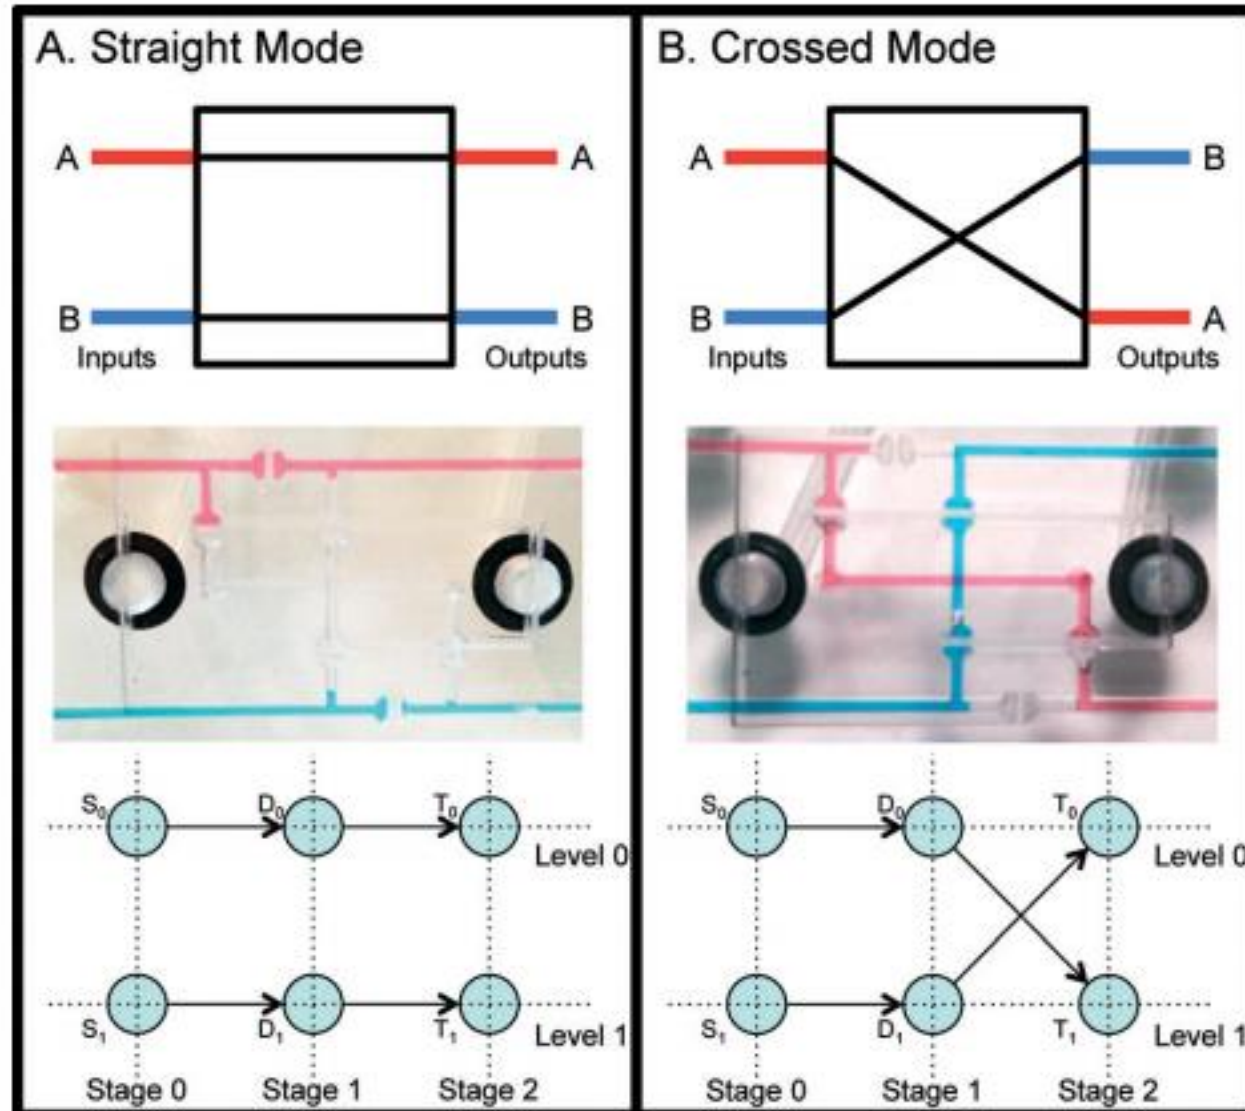 A. Straight Mode
A A
B B
Inputs Outputs
S₀ D₀ T₀
Level 0
S₁ D₁ T₁
Level 1
Stage 0 Stage 1 Stage 2
B. Crossed Mode
A B
B A
Inputs Outputs
S₀ D₀ T₀
Level 0
S₁ D₁ T₁
Level 1
Stage 0 Stage 1 Stage 2